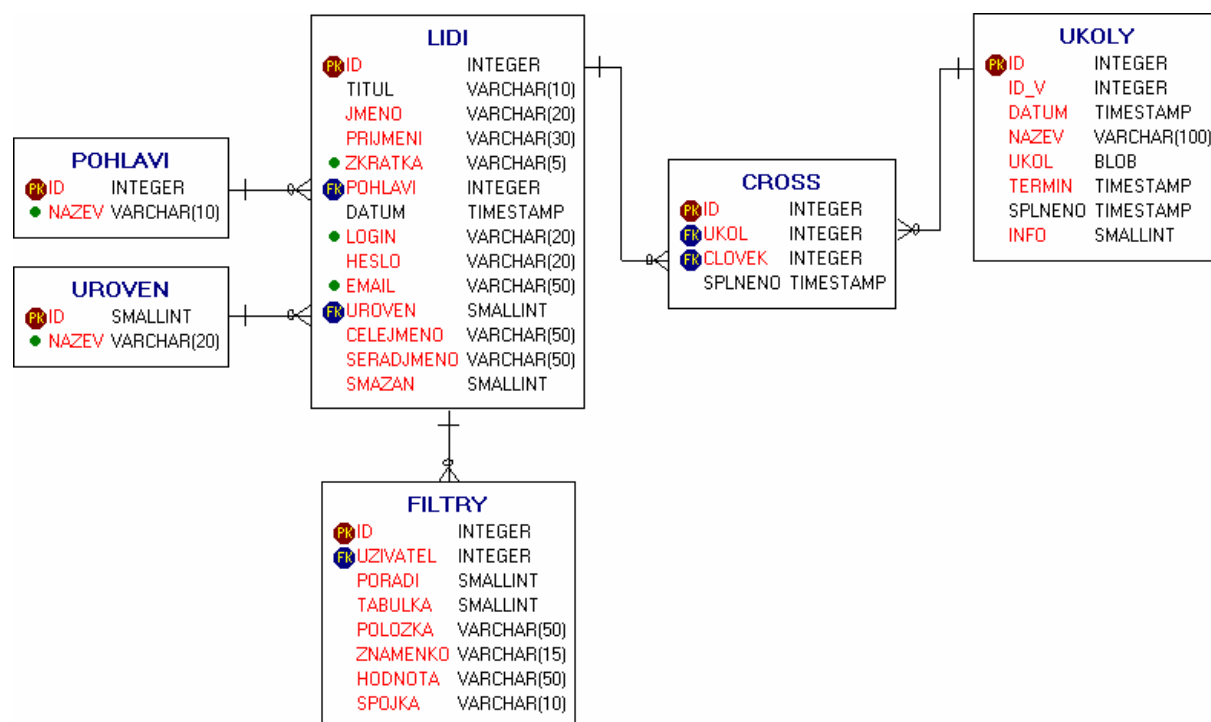 LIDI
PK ID INTEGER
TITUL VARCHAR(10)
JMENO VARCHAR(20)
PRIJMENI VARCHAR(30)
ZKRATKA VARCHAR(5)
FK POHLAVI INTEGER
DATUM TIMESTAMP
LOGIN VARCHAR(20)
HESLO VARCHAR(20)
EMAIL VARCHAR(50)
FK UROVEN SMALLINT
CELEJMENO VARCHAR(50)
SERADJMENO VARCHAR(50)
SMAZAN SMALLINT
UKOLY
PK ID INTEGER
ID_V INTEGER
DATUM TIMESTAMP
NAZEV VARCHAR(100)
UKOL BLOB
TERMIN TIMESTAMP
SPLNENO TIMESTAMP
INFO SMALLINT
POHLAVI
PK ID INTEGER
NAZEV VARCHAR(10)
CROSS
PK ID INTEGER
FK UKOL INTEGER
FK CLOVEK INTEGER
SPLNENO TIMESTAMP
UROVEN
PK ID SMALLINT
NAZEV VARCHAR(20)
FILTRY
PK ID INTEGER
FK UZIVATEL INTEGER
PORADI SMALLINT
TABULKA SMALLINT
POLOZKA VARCHAR(50)
ZNAMENKO VARCHAR(15)
HODNOTA VARCHAR(50)
SPOJKA VARCHAR(10)